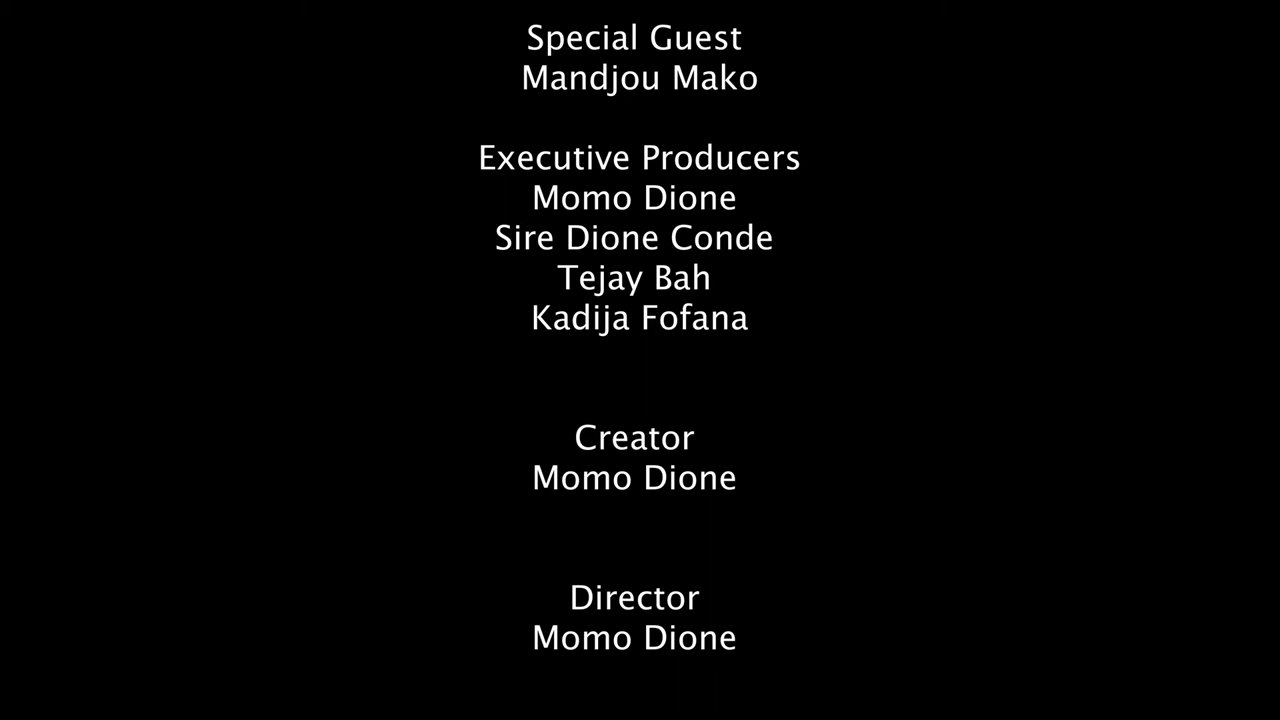 Special Guest
Mandjou Mako
Executive Producers
Momo Dione
Sire Dione Conde
Tejay Bah
Kadija Fofana
Creator
Momo Dione
Director
Momo Dione